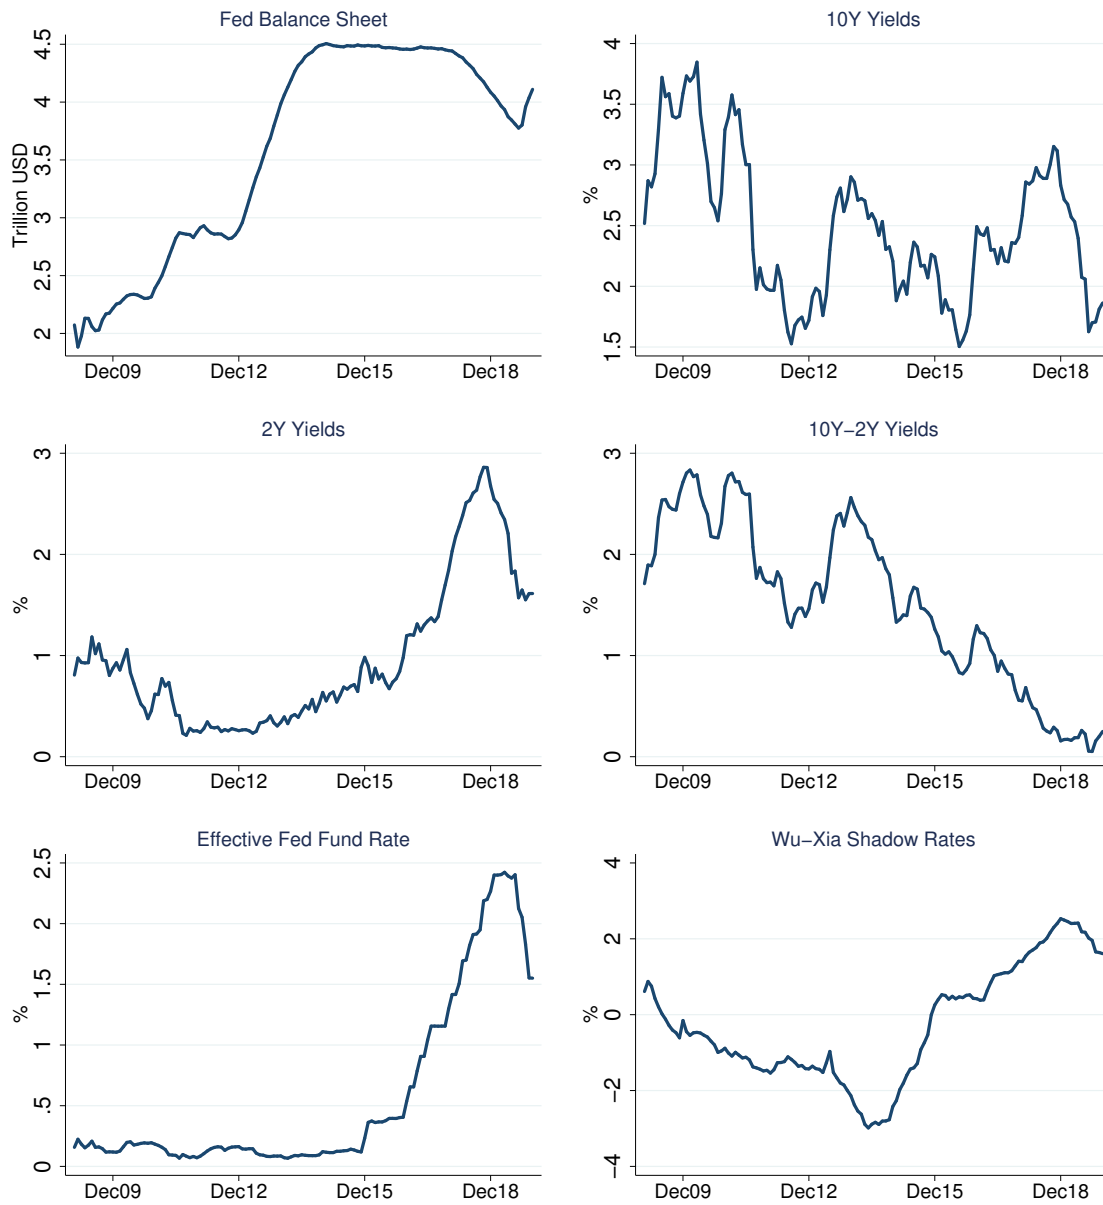 Fed Balance Sheet
Trillion USD
4.5
4
3.5
3
2.5
2
Dec09 Dec12 Dec15 Dec18
10Y Yields
%
4
3.5
3
2.5
2
1.5
Dec09 Dec12 Dec15 Dec18
2Y Yields
%
3
2
1
0
Dec09 Dec12 Dec15 Dec18
10Y−2Y Yields
%
3
2
1
0
Dec09 Dec12 Dec15 Dec18
Effective Fed Fund Rate
%
2.5
2
1.5
1
.5
0
Dec09 Dec12 Dec15 Dec18
Wu−Xia Shadow Rates
%
4
2
0
−2
−4
Dec09 Dec12 Dec15 Dec18